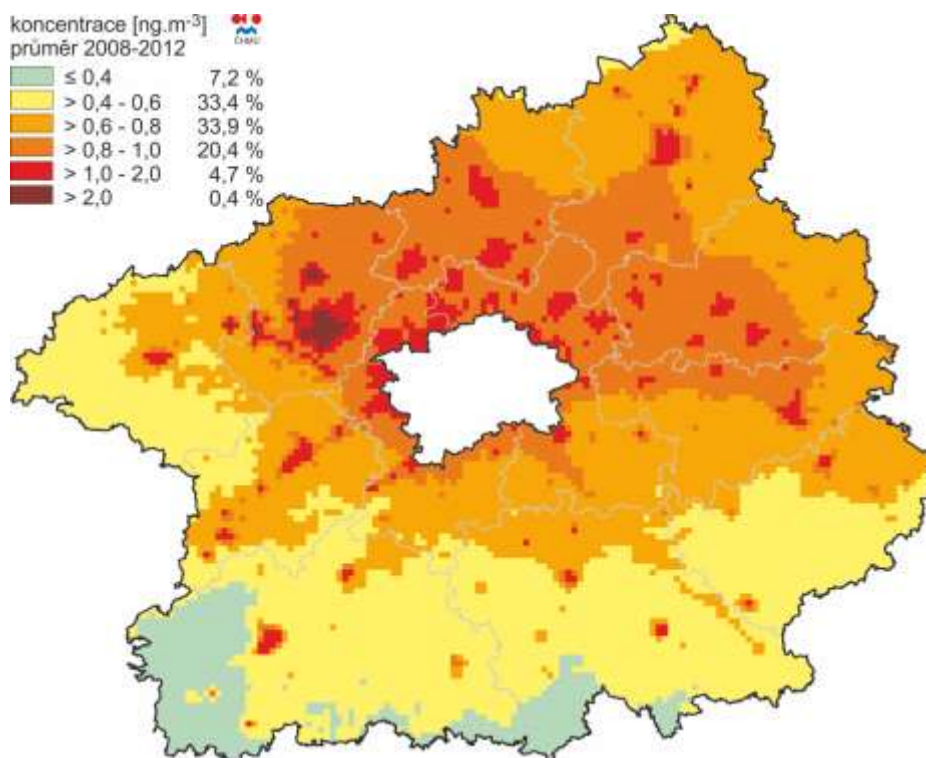 koncentrace [ng.m-3]
ČHMÚ
průměr 2008-2012
≤ 0,4 7,2 %
> 0.4 - 0,6 33,4 %
> 0,6 - 0,8 33,9 %
> 0,8 - 1,0 20,4 %
> 1,0 - 2,0 4,7 %
> 2,0 0,4 %